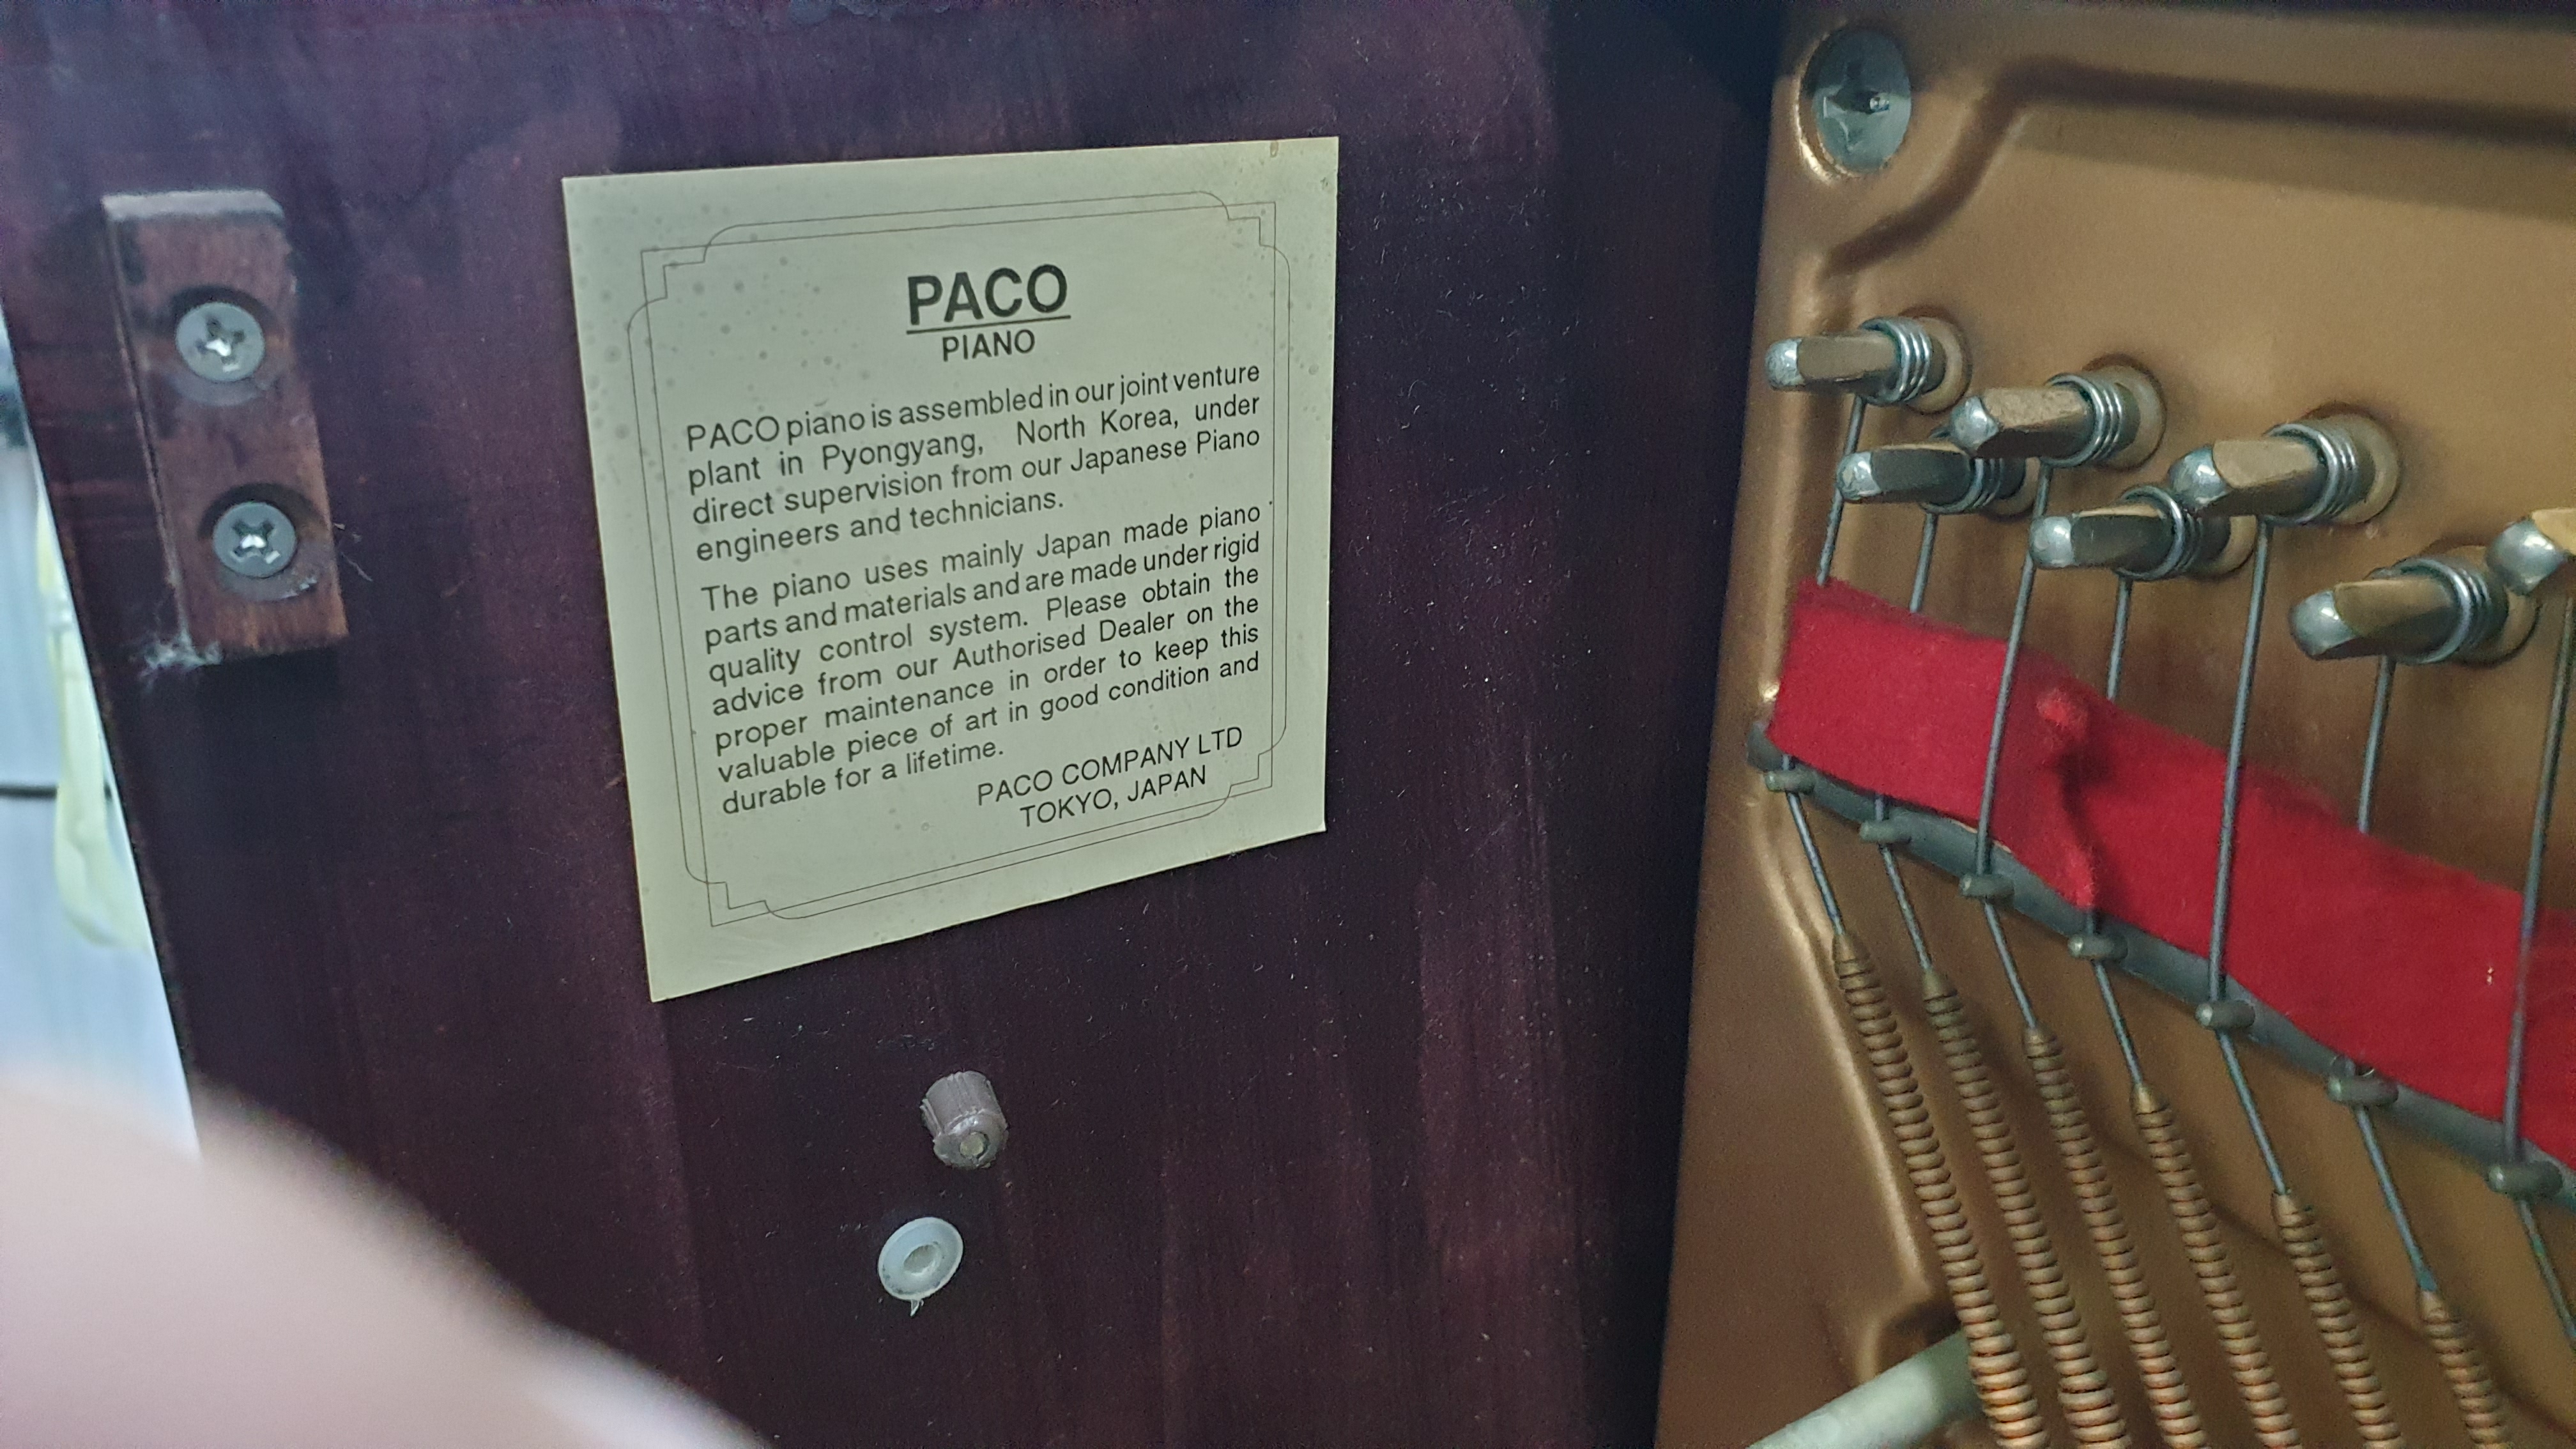 PACO
PIANO
PACO piano is assembled in our joint venture
plant in Pyongyang, North Korea, under
direct supervision from our Japanese Piano
engineers and technicians.
The piano uses mainly Japan made piano
parts and materials and are made under rigid
quality control system. Please obtain the
advice from our Authorised Dealer on the
proper maintenance in order to keep this
valuable piece of art in good condition and
durable for a lifetime.
PACO COMPANY LTD
TOKYO, JAPAN